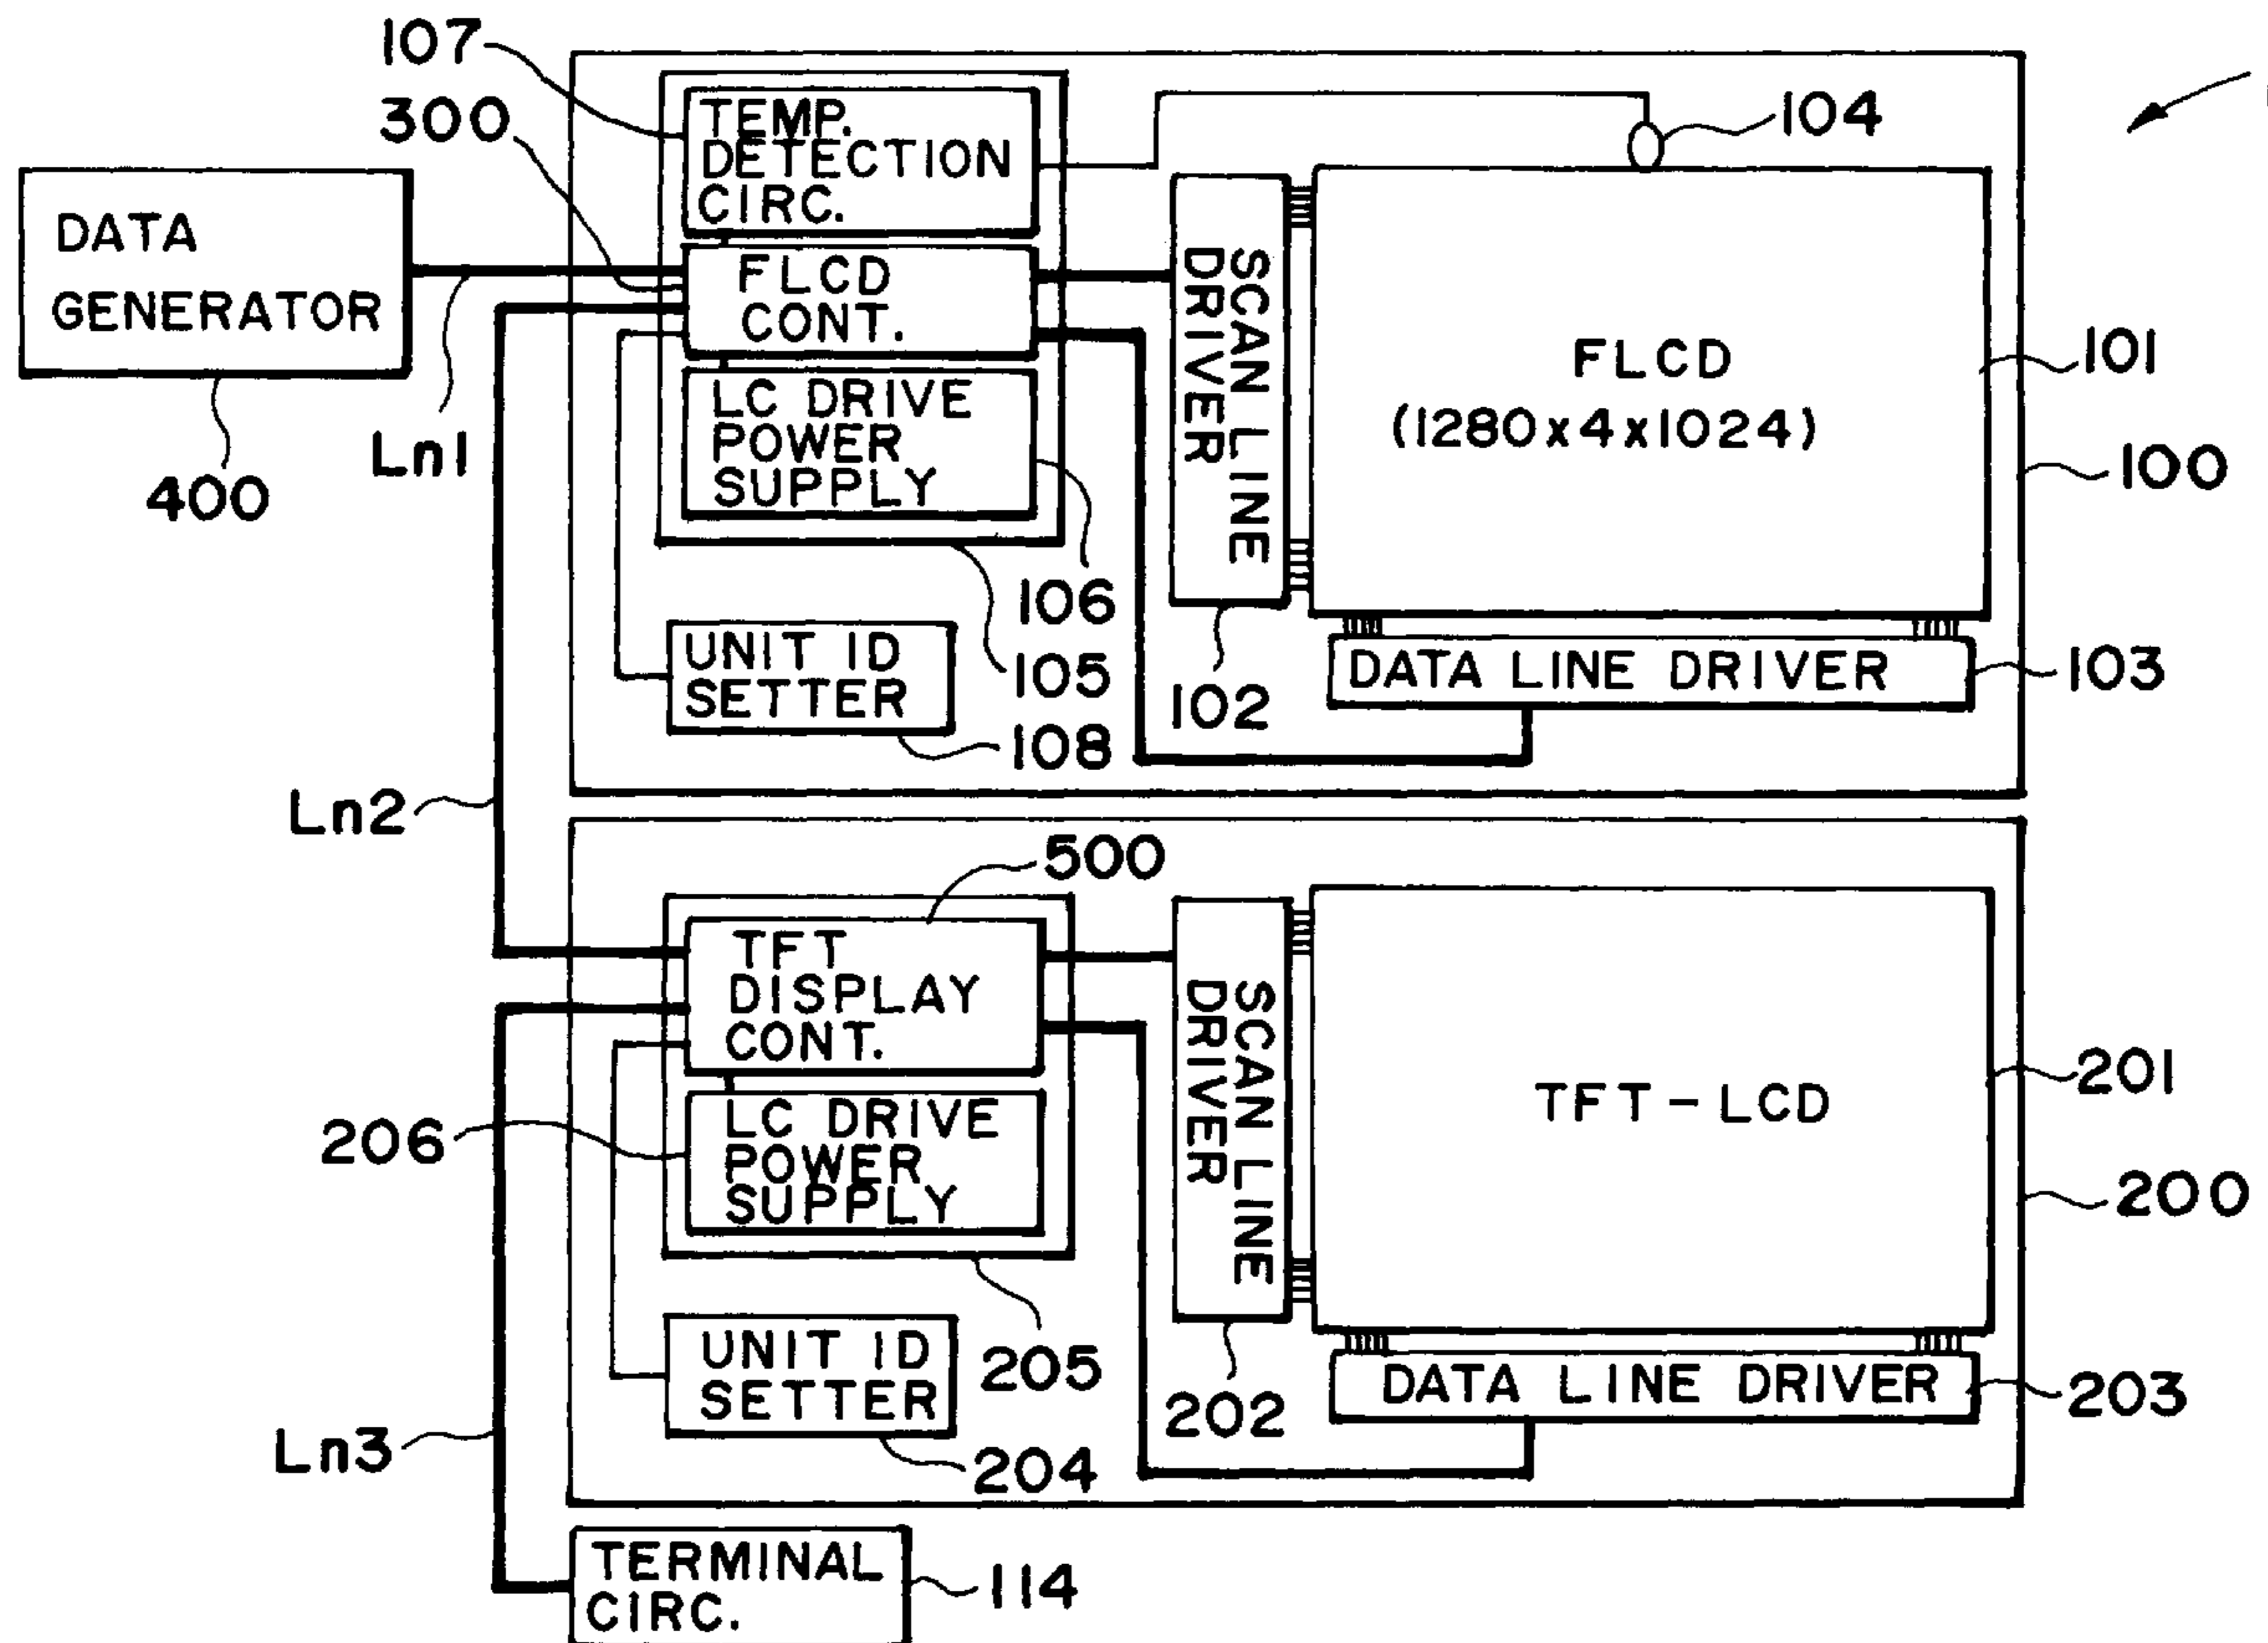 107
300
TEMP.
DETECTION
CIRC.
104
DATA
GENERATOR
FLCD
CONT.
SCAN LINE
DRIVER
FLCD
(1280x4x1024)
101
100
LC DRIVE
POWER
SUPPLY
Ln1
400
106
105
UNIT ID
SETTER
108
102
DATA LINE DRIVER
103
Ln2
500
TFT
DISPLAY
CONT.
SCAN LINE
DRIVER
TFT-LCD
201
200
206
LC DRIVE
POWER
SUPPLY
205
UNIT ID
SETTER
204
202
DATA LINE DRIVER
203
Ln3
TERMINAL
CIRC.
114